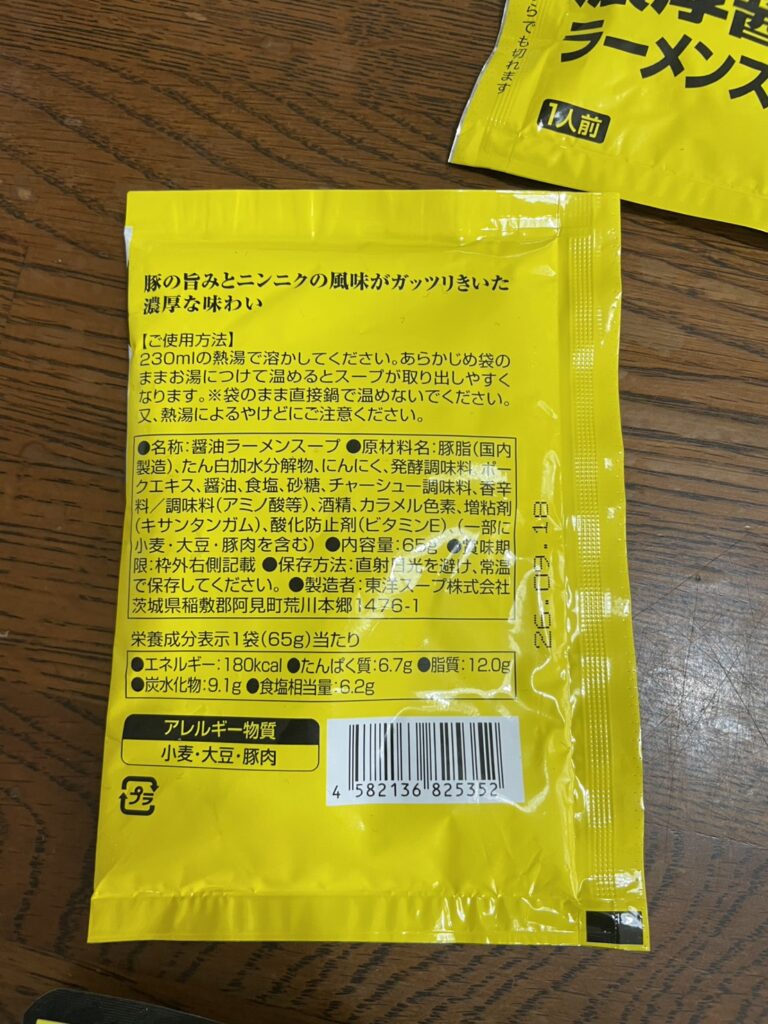 らでも切れます
ラーメンス
1人前
豚の旨みとニンニクの風味がガッツリきいた
濃厚な味わい
【ご使用方法】
230mlの熱湯で溶かしてください。あらかじめ袋の
ままお湯につけて温めるとスープが取り出しやすく
なります。※袋のまま直接鍋で温めないでください。
又、熱湯によるやけどにご注意ください。
●名称:醤油ラーメンスープ ●原材料名:豚脂(国内
製造)、たん白加水分解物、にんにく、発酵調味料、ポー
クエキス、醤油、食塩、砂糖、チャーシュー調味料、香辛
料/調味料(アミノ酸等)、酒精、カラメル色素、増粘剤
(キサンタンガム)、酸化防止剤(ビタミンE)、(一部に
小麦・大豆・豚肉を含む) ●内容量:65g ●賞味期
限:枠外右側記載 ●保存方法:直射日光を避け、常温
で保存してください。 ●製造者:東洋スープ株式会社
茨城県稲敷郡阿見町荒川本郷1476-1
26.09.18
栄養成分表示1袋(65g)当たり
●エネルギー:180kcal ●たんぱく質:6.7g ●脂質:12.0g
●炭水化物:9.1g ●食塩相当量:6.2g
アレルギー物質
小麦・大豆・豚肉
プラ
4 582136 825352